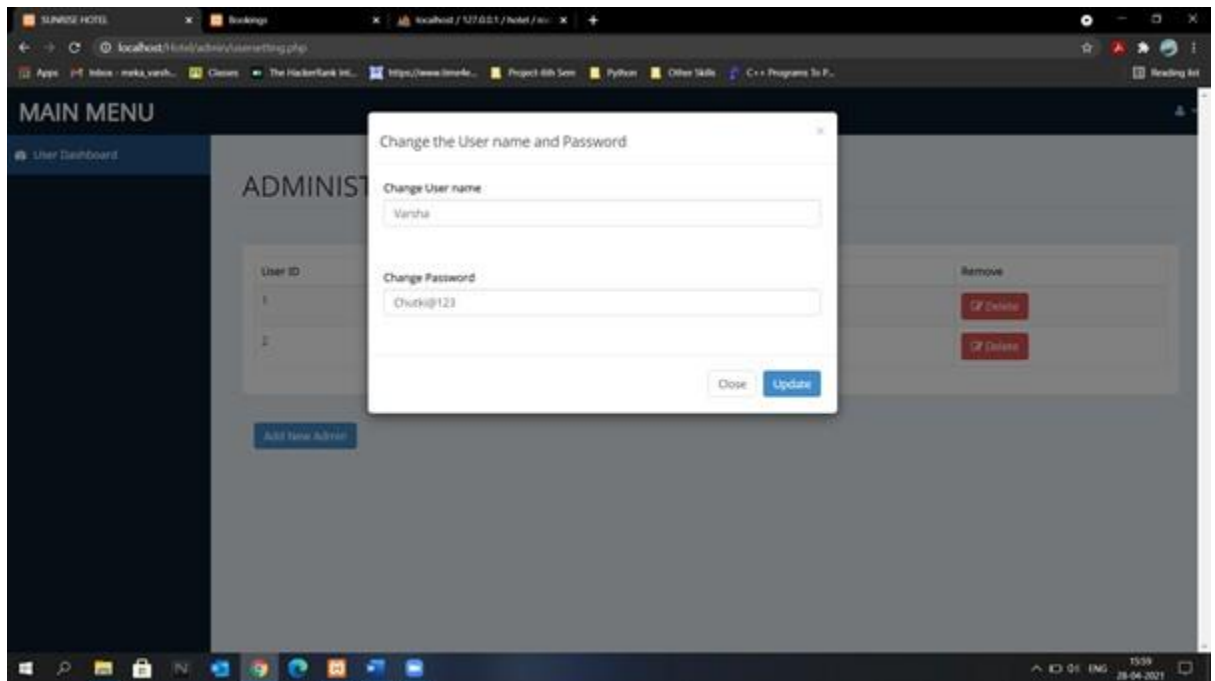 SUNRISE HOTEL
Bookings
localhost / 127.0.0.1 / hotel /
localhost/Hotel/admin/usersetting.php
Apps
Classes
The HackerRank Int...
Project 6th Sem
Python
Other Skills
C++ Programs To P...
Reading list
MAIN MENU
User Dashboard
Change the User name and Password
×
ADMINIST
Change User name
Varsha
User ID
Remove
Change Password
1
Chutki@123
Delete
2
Delete
Close
Update
Add New Admin
ENG
15:59
28-04-2021